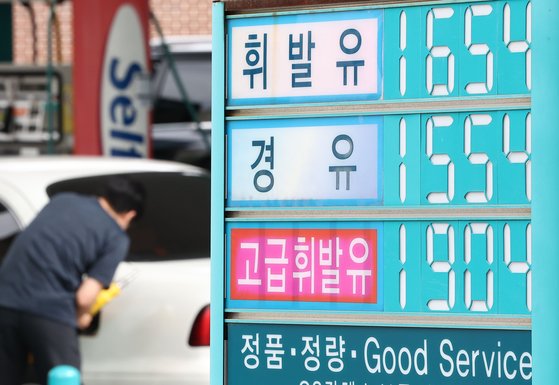 Self
휘발유 1654
경유 1554
고급휘발유 1904
정품·정량·Good Service